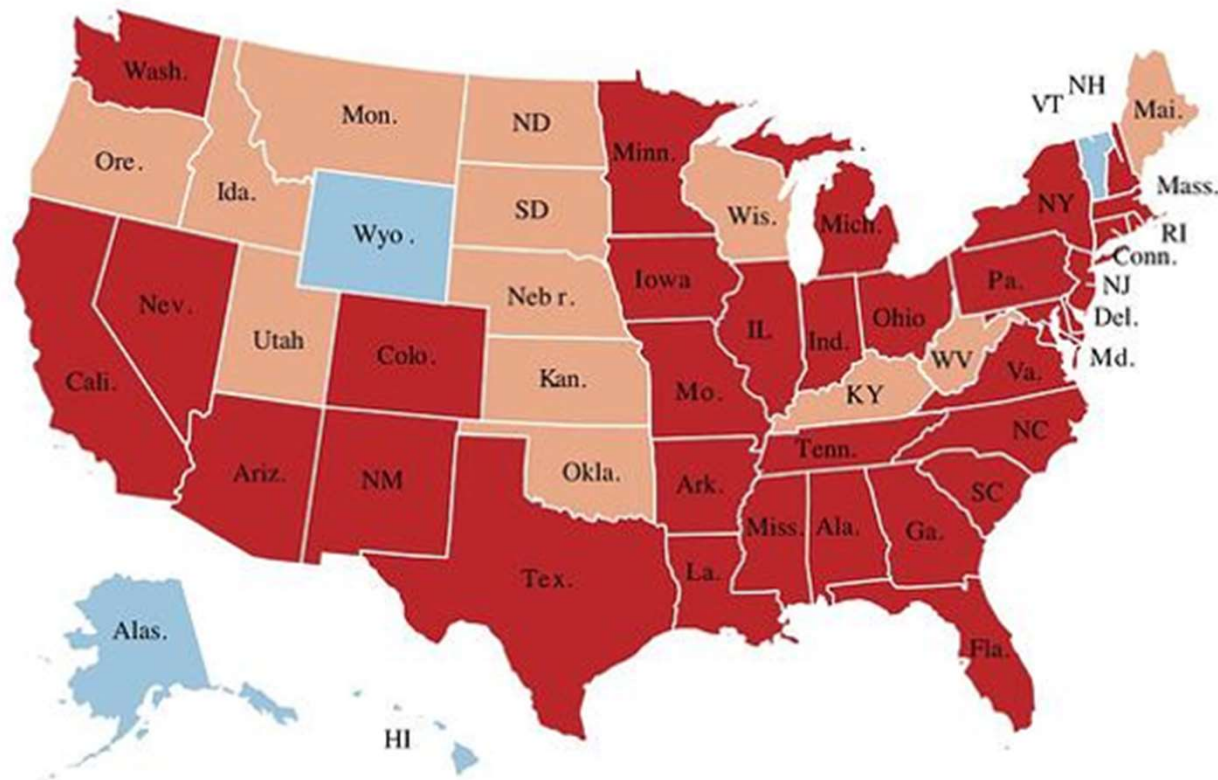 NH
VT
Wash.
Mon.
ND
Mai.
Minn.
Ore.
Ida.
SD
Wis.
Mich.
NY
Mass.
RI
Wyo .
Conn.
Iowa
Pa.
NJ
Nev.
Neb r.
Del.
Ohio
IL
Ind.
Utah
Colo.
WV
Md.
Va.
Cali.
Kan.
Mo.
KY
NC
Tenn.
Ariz.
NM
Okla.
Ark.
SC
Miss.
Ala.
Ga.
Tex.
La.
Alas.
Fla.
HI